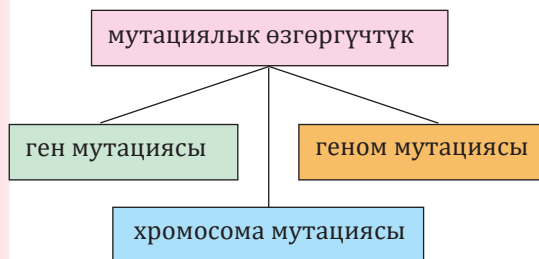 мутациялык өзгөргүчтүк
ген мутациясы
геном мутациясы
хромосома мутациясы